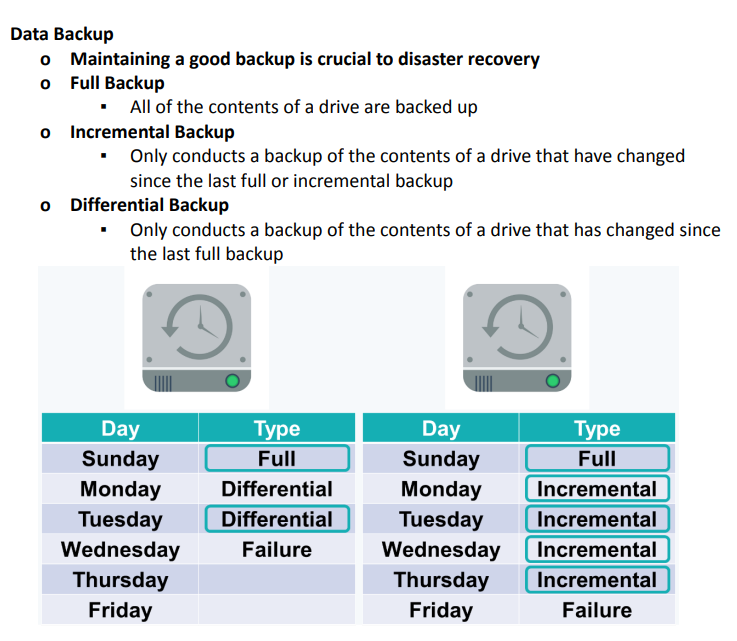 Data Backup
o Maintaining a good backup is crucial to disaster recovery
o Full Backup
▪ All of the contents of a drive are backed up
o Incremental Backup
▪ Only conducts a backup of the contents of a drive that have changed
since the last full or incremental backup
o Differential Backup
▪ Only conducts a backup of the contents of a drive that has changed since
the last full backup
Day Type
Sunday Full
Monday Differential
Tuesday Differential
Wednesday Failure
Thursday
Friday
Day Type
Sunday Full
Monday Incremental
Tuesday Incremental
Wednesday Incremental
Thursday Incremental
Friday Failure